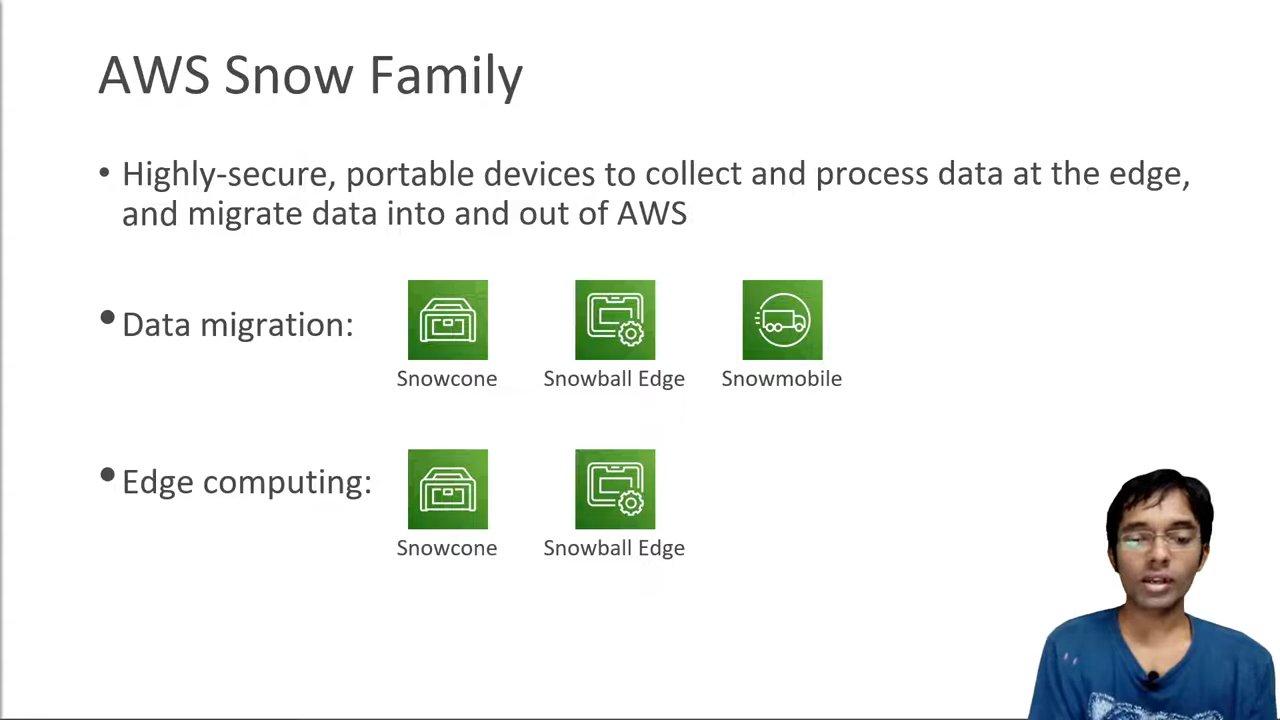 AWS Snow Family
• Highly-secure, portable devices to collect and process data at the edge,
and migrate data into and out of AWS
• Data migration:
Snowcone Snowball Edge Snowmobile
• Edge computing:
Snowcone Snowball Edge